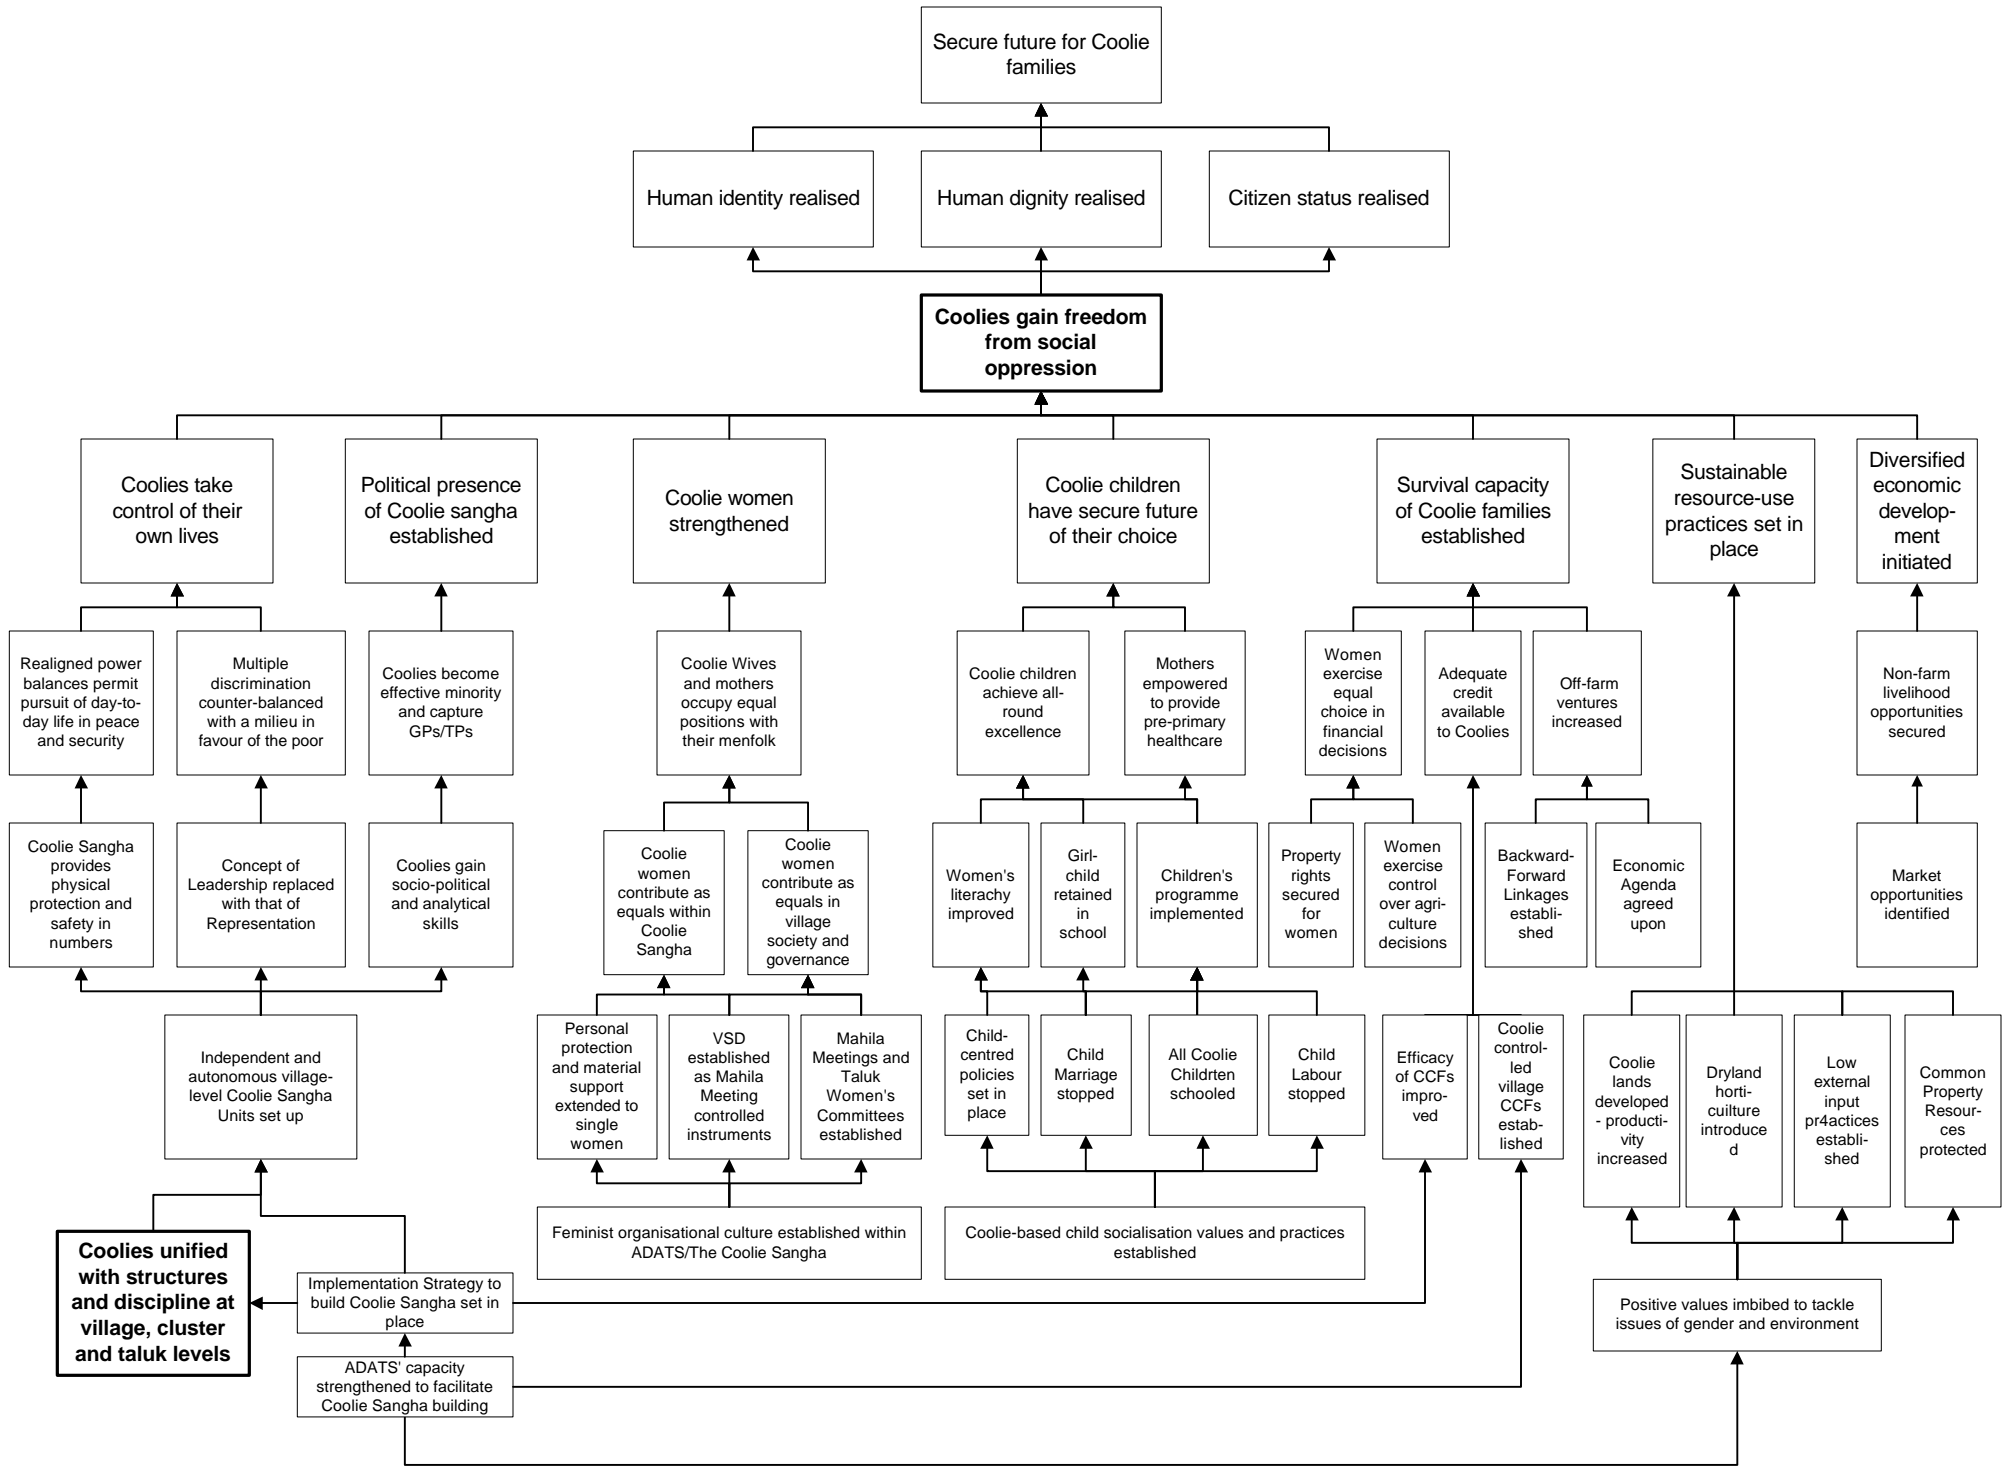 Secure future for Coolie
families
Human identity realised
Human dignity realised
Citizen status realised
Coolies gain freedom
from social
oppression
Coolies take
control of their
own lives
Political presence
of Coolie sangha
established
Coolie women
strengthened
Coolie children
have secure future
of their choice
Survival capacity
of Coolie families
established
Sustainable
resource-use
practices set in
place
Diversified
economic
develop-
ment
initiated
Realigned power
balances permit
pursuit of day-to-
day life in peace
and security
Multiple
discrimination
counter-balanced
with a milieu in
favour of the poor
Coolies become
effective minority
and capture
GPs/TPs
Coolie Wives
and mothers
occupy equal
positions with
their menfolk
Coolie children
achieve all-
round
excellence
Mothers
empowered
to provide
pre-primary
healthcare
Women
exercise
equal
choice in
financial
decisions
Adequate
credit
available
to Coolies
Off-farm
ventures
increased
Non-farm
livelihood
opportunities
secured
Coolie Sangha
provides
physical
protection and
safety in
numbers
Concept of
Leadership replaced
with that of
Representation
Coolies gain
socio-political
and analytical
skills
Coolie
women
contribute as
equals within
Coolie
Sangha
Coolie
women
contribute as
equals in
village
society and
governance
Women's
literachy
improved
Girl-
child
retained
in
school
Children's
programme
implemented
Property
rights
secured
for
women
Women
exercise
control
over agri-
culture
decisions
Backward-
Forward
Linkages
establi-
shed
Economic
Agenda
agreed
upon
Market
opportunities
identified
Independent and
autonomous village-
level Coolie Sangha
Units set up
Personal
protection
and material
support
extended to
single
women
VSD
established
as Mahila
Meeting
controlled
instruments
Mahila
Meetings and
Taluk
Women's
Committees
established
Child-
centred
policies
set in
place
Child
Marriage
stopped
All Coolie
Childrten
schooled
Child
Labour
stopped
Efficacy
of CCFs
impro-
ved
Coolie
control-
led
village
CCFs
estab-
lished
Coolie
lands
developed
- producti-
vity
increased
Dryland
horti-
culture
introduce
d
Low
external
input
pr4actices
establi-
shed
Common
Property
Resour-
ces
protected
Coolies unified
with structures
and discipline at
village, cluster
and taluk levels
Feminist organisational culture established within
ADATS/The Coolie Sangha
Coolie-based child socialisation values and practices
established
Implementation Strategy to
build Coolie Sangha set in
place
Positive values imbibed to tackle
issues of gender and environment
ADATS' capacity
strengthened to facilitate
Coolie Sangha building